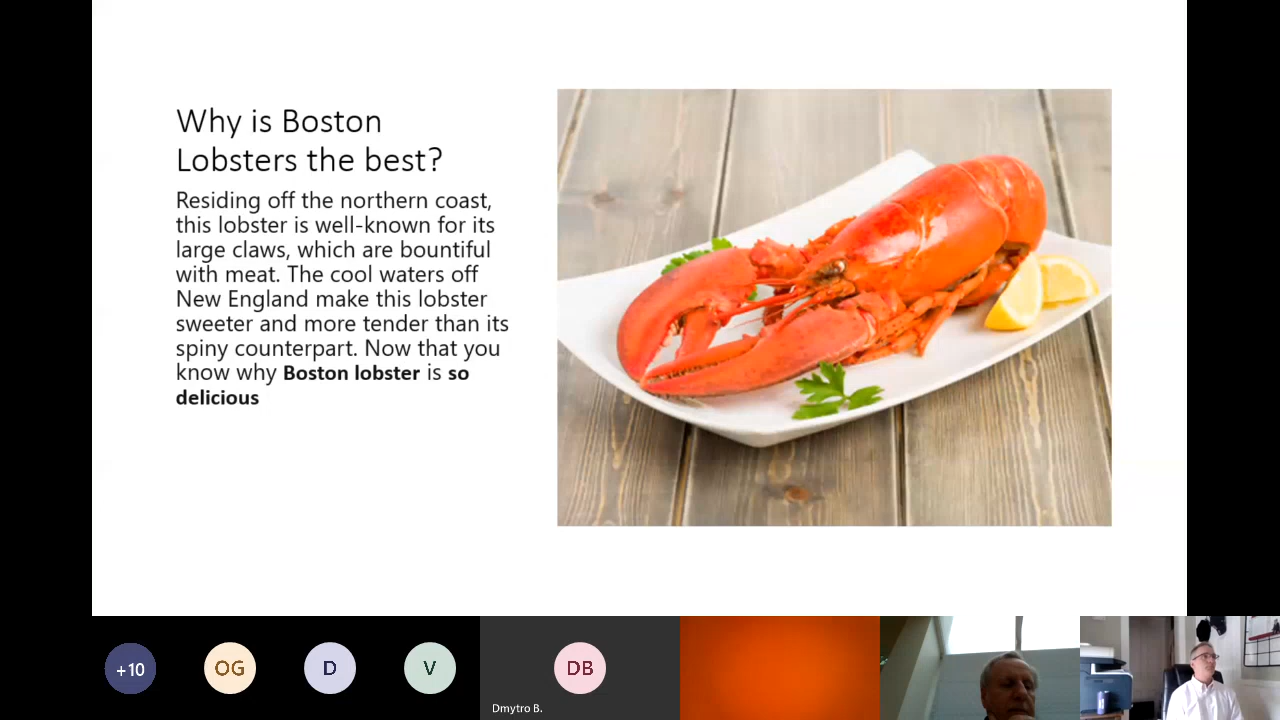 Why is Boston
Lobsters the best?
Residing off the northern coast,
this lobster is well-known for its
large claws, which are bountiful
with meat. The cool waters off
New England make this lobster
sweeter and more tender than its
spiny counterpart. Now that you
know why Boston lobster is so
delicious
+10
OG
D
V
DB
Dmytro B.